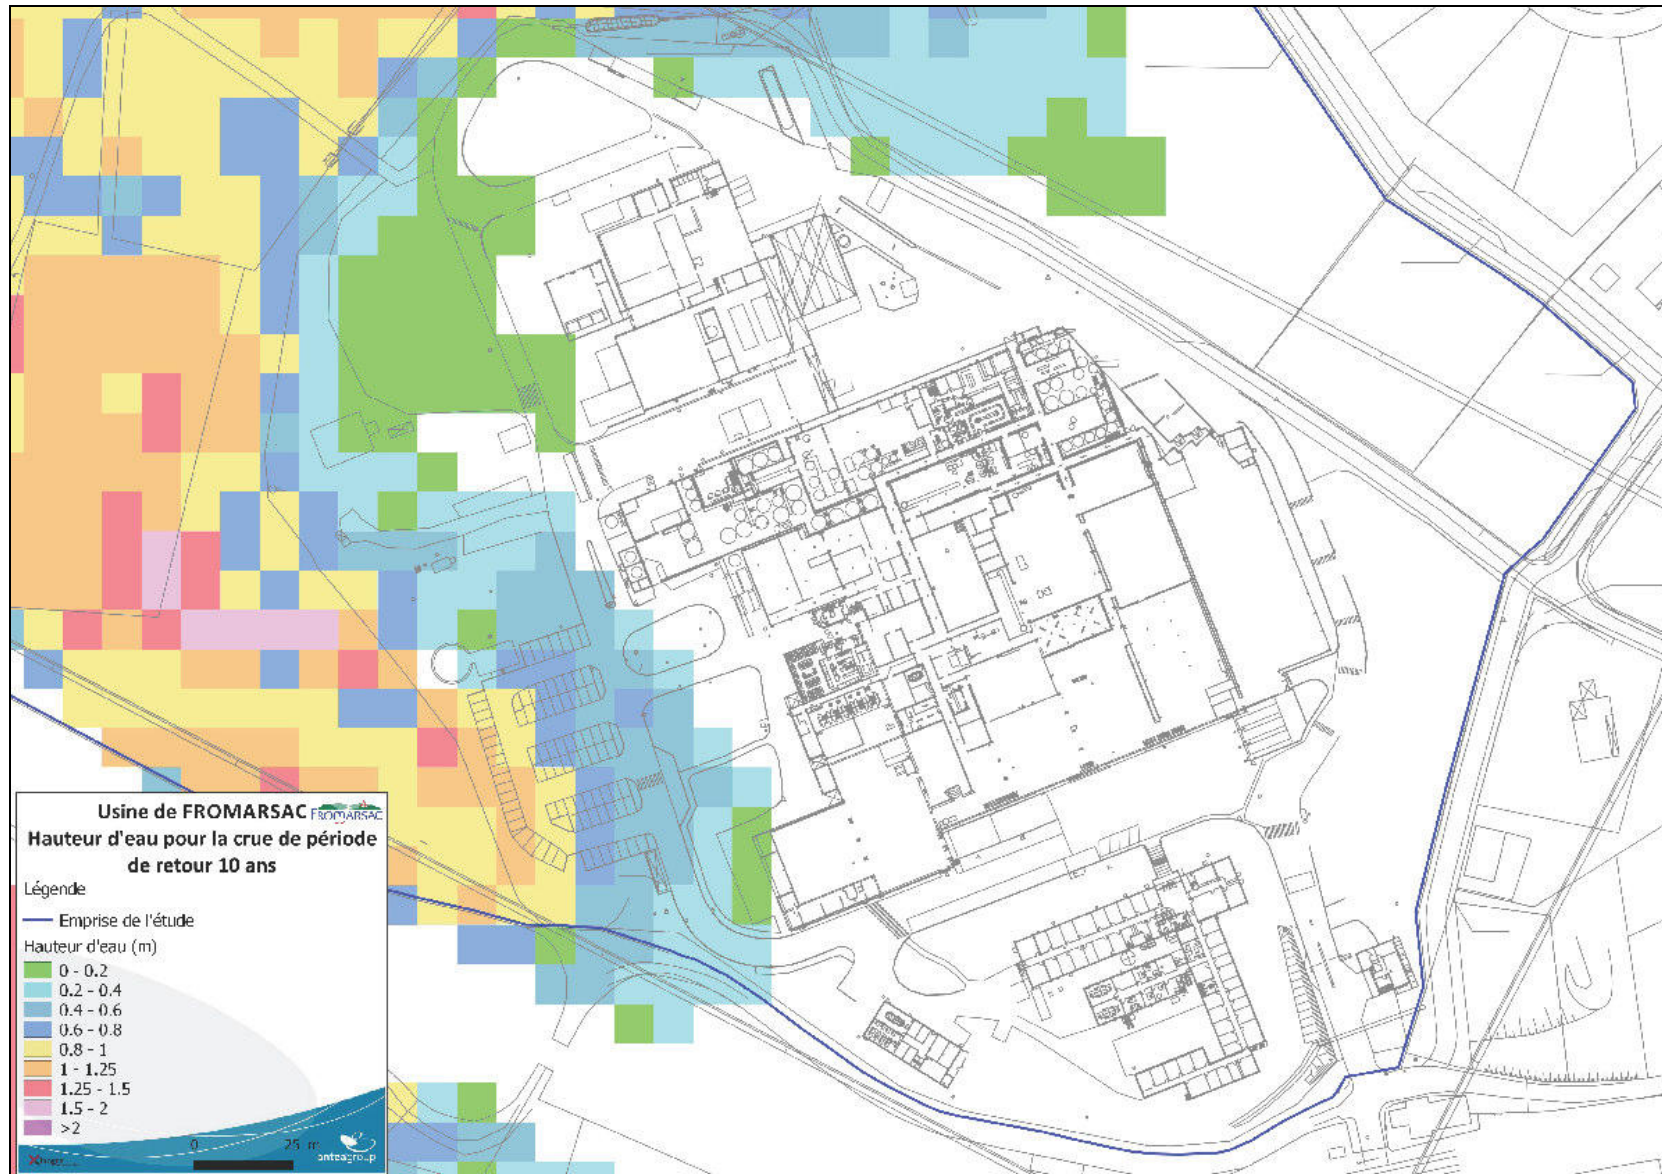 Usine de FROMARSAC FROMARSAC
Hauteur d'eau pour la crue de période
de retour 10 ans
Légende
Emprise de l'étude
Hauteur d'eau (m)
0 - 0.2
0.2 - 0.4
0.4 - 0.6
0.6 - 0.8
0.8 - 1
1 - 1.25
1.25 - 1.5
1.5 - 2
>2
0 25 m
anteagroup